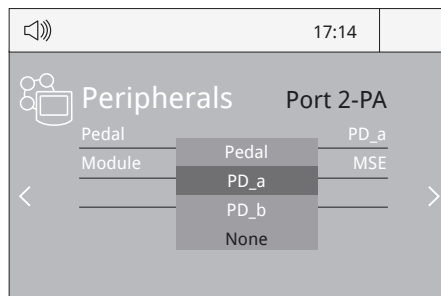 17:14
Peripherals Port 2-PA
Pedal PD_a
Module MSE
Pedal
PD_a
PD_b
None